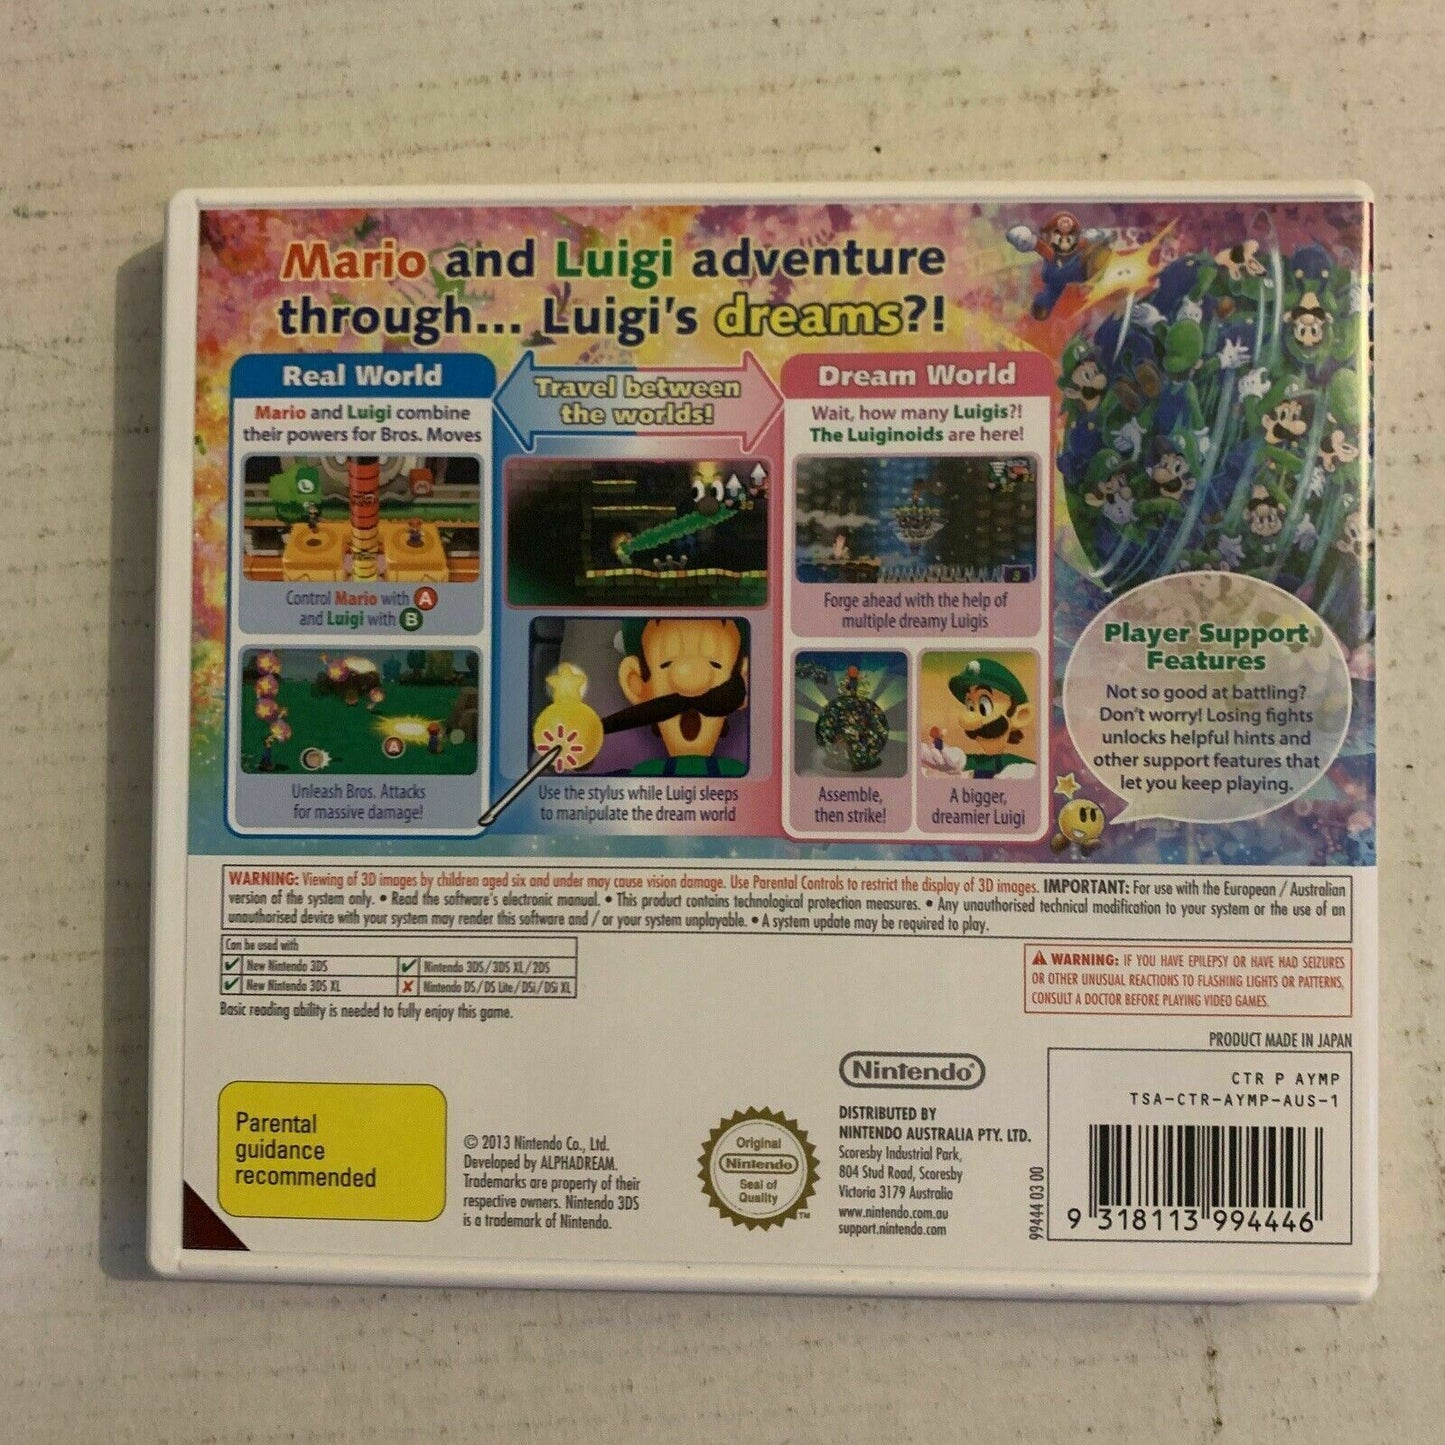 Mario and Luigi adventure
through... Luigi's dreams?!
Real World
Mario and Luigi combine
their powers for Bros. Moves
Control Mario with A
and Luigi with B
A
Unleash Bros. Attacks
for massive damage!
Travel between
the worlds!
Use the stylus while Luigi sleeps
to manipulate the dream world
Dream World
Wait, how many Luigis?!
The Luiginoids are here!
Forge ahead with the help of
multiple dreamy Luigis
Assemble,
then strike!
A bigger,
dreamier Luigi
Player Support
Features
Not so good at battling?
Don't worry! Losing fights
unlocks helpful hints and
other support features that
let you keep playing.
WARNING: Viewing of 3D images by children aged six and under may cause vision damage. Use Parental Controls to restrict the display of 3D images. IMPORTANT: For use with the European / Australian
version of the system only. • Read the software's electronic manual. • This product contains technological protection measures. • Any unauthorised technical modification to your system or the use of an
unauthorised device with your system may render this software and / or your system unplayable. • A system update may be required to play.
Can be used with
✓ New Nintendo 3DS ✓ Nintendo 3DS/3DS XL/2DS
✓ New Nintendo 3DS XL ✗ Nintendo DS/DS Lite/DSi/DSi XL
Basic reading ability is needed to fully enjoy this game.
WARNING: IF YOU HAVE EPILEPSY OR HAVE HAD SEIZURES
OR OTHER UNUSUAL REACTIONS TO FLASHING LIGHTS OR PATTERNS,
CONSULT A DOCTOR BEFORE PLAYING VIDEO GAMES.
Parental
guidance
recommended
© 2013 Nintendo Co., Ltd.
Developed by ALPHADREAM.
Trademarks are property of their
respective owners. Nintendo 3DS
is a trademark of Nintendo.
Original
Nintendo
Seal of
Quality
TM
Nintendo®
DISTRIBUTED BY
NINTENDO AUSTRALIA PTY. LTD.
Scoresby Industrial Park,
804 Stud Road, Scoresby
Victoria 3179 Australia
www.nintendo.com.au
support.nintendo.com
PRODUCT MADE IN JAPAN
CTR P AYMP
TSA-CTR-AYMP-AUS-1
99444 03 00
9 318113 994446